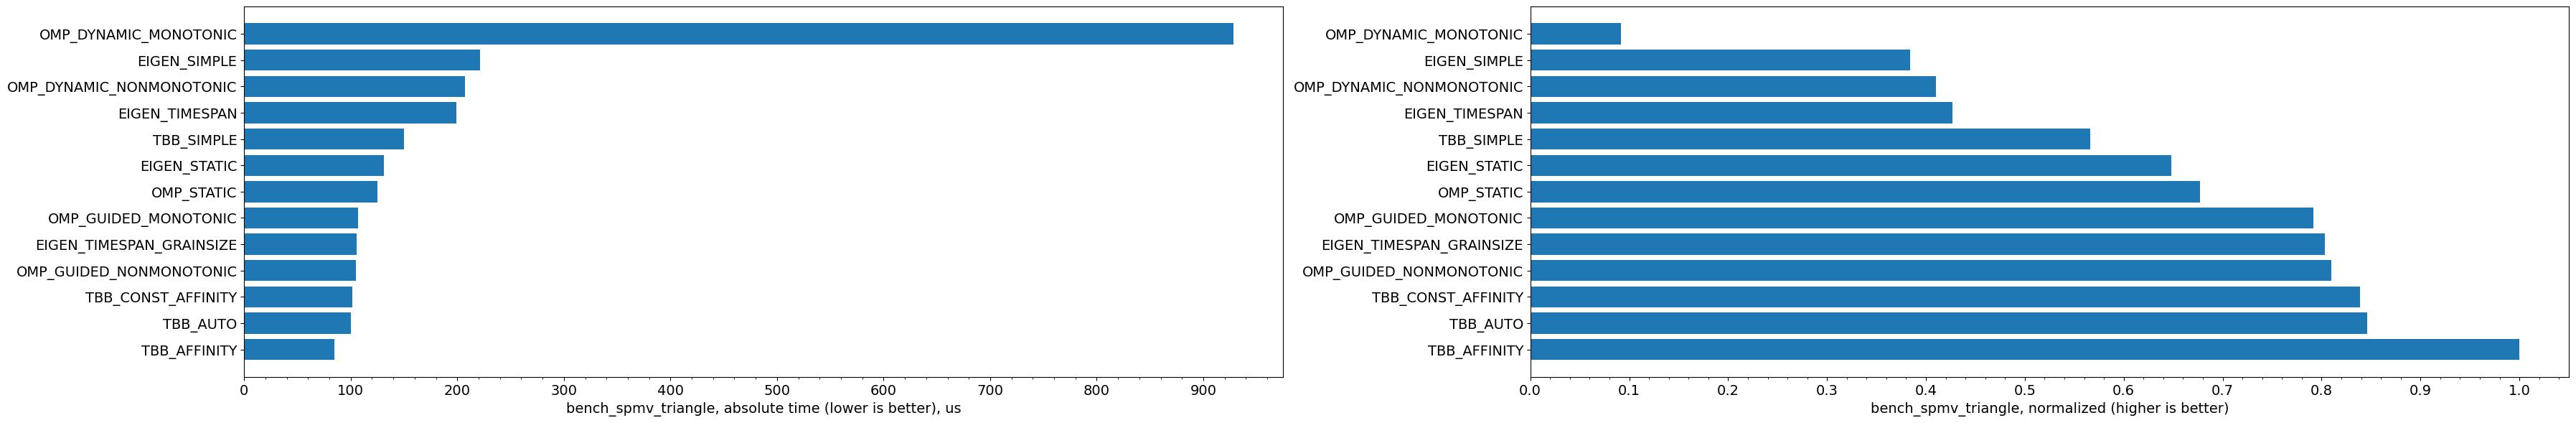 OMP_DYNAMIC_MONOTONIC
EIGEN_SIMPLE
OMP_DYNAMIC_NONMONOTONIC
EIGEN_TIMESPAN
TBB_SIMPLE
EIGEN_STATIC
OMP_STATIC
OMP_GUIDED_MONOTONIC
EIGEN_TIMESPAN_GRAINSIZE
OMP_GUIDED_NONMONOTONIC
TBB_CONST_AFFINITY
TBB_AUTO
TBB_AFFINITY
0 100 200 300 400 500 600 700 800 900
bench_spmv_triangle, absolute time (lower is better), us
OMP_DYNAMIC_MONOTONIC
EIGEN_SIMPLE
OMP_DYNAMIC_NONMONOTONIC
EIGEN_TIMESPAN
TBB_SIMPLE
EIGEN_STATIC
OMP_STATIC
OMP_GUIDED_MONOTONIC
EIGEN_TIMESPAN_GRAINSIZE
OMP_GUIDED_NONMONOTONIC
TBB_CONST_AFFINITY
TBB_AUTO
TBB_AFFINITY
0.0 0.1 0.2 0.3 0.4 0.5 0.6 0.7 0.8 0.9 1.0
bench_spmv_triangle, normalized (higher is better)